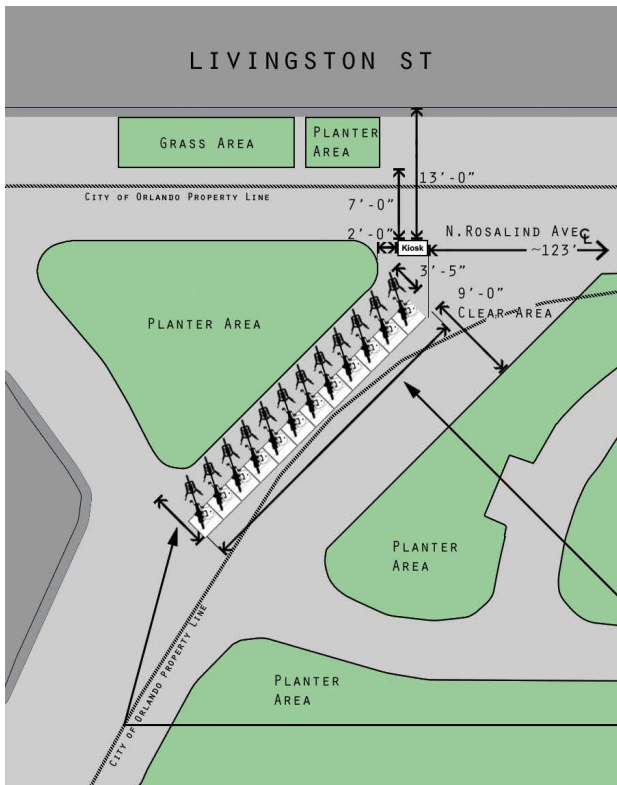 LIVINGSTON ST
GRASS AREA
PLANTER
AREA
13'-0"
CITY OF ORLANDO PROPERTY LINE
7'-0"
2'-0"
Kiosk
N.ROSALIND AVE ℄
~123'
3'-5"
9'-0"
CLEAR AREA
PLANTER AREA
PLANTER
AREA
CITY OF ORLANDO PROPERTY LINE
PLANTER
AREA